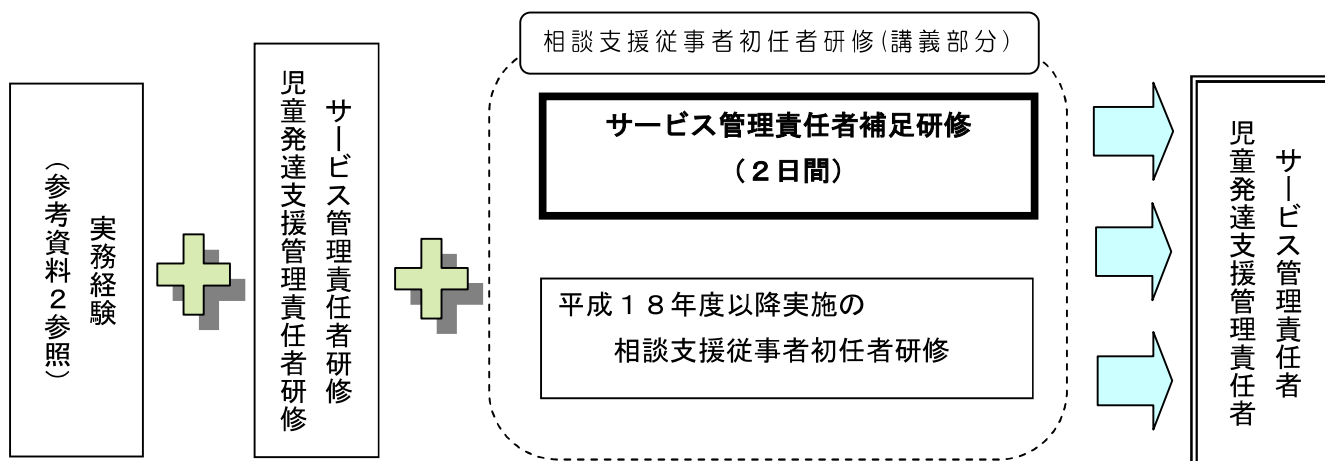 実務経験
（参考資料２参照）
サービス管理責任者研修
児童発達支援管理責任者研修
相談支援従事者初任者研修(講義部分)
サービス管理責任者補足研修
（２日間）
平成１８年度以降実施の
相談支援従事者初任者研修
サービス管理責任者
児童発達支援管理責任者